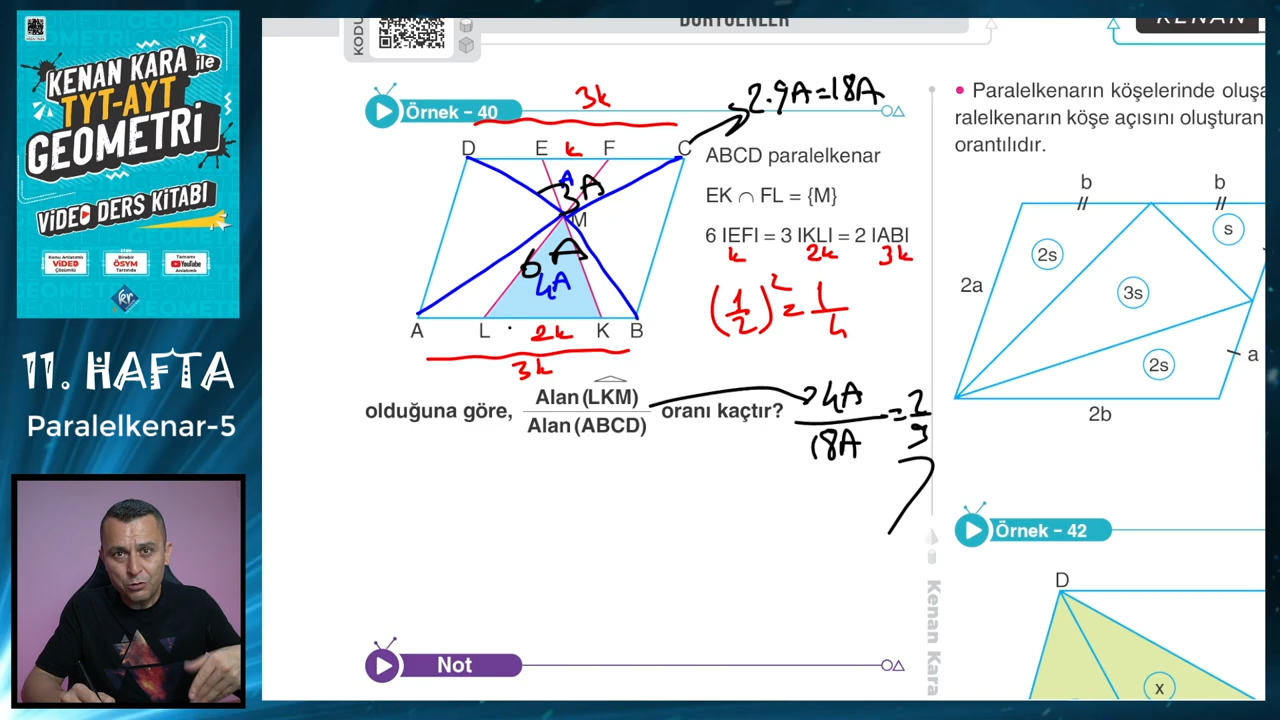 KENAN KARA ile
TYT-AYT
GEOMETRİ
VİDEO DERS KİTABI
11. HAFTA
Paralelkenar-5
KODU
DÖRTGENLER
KENAN
Örnek - 40
3k
2.9A=18A
D E k F C
A
3A
M
6A
4A
A L 2k K B
3k
ABCD paralelkenar
EK ∩ FL = {M}
6 |EF| = 3 |KL| = 2 |AB|
k 2k 3k
(1/2)² = 1/4
olduğuna göre, Alan(LKM) / Alan(ABCD) oranı kaçtır?
4A / 18A = 2/9
Not
Paralelkenarın köşelerinde oluşa
ralelkenarın köşe açısını oluşturan
orantılıdır.
b b
2s s
2a 3s
2s a
2b
Kenan Kara
Örnek - 42
D
x